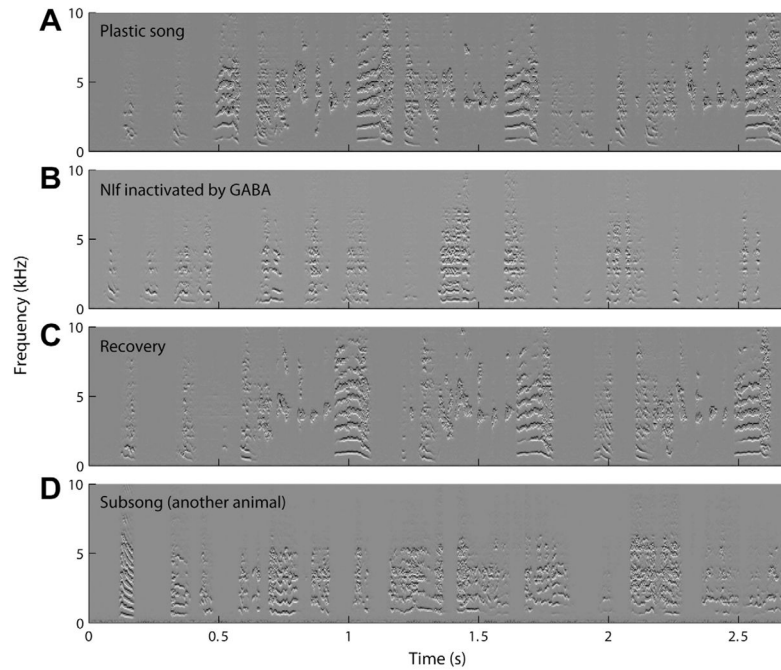 A
Plastic song
10
5
0
B
NIf inactivated by GABA
10
5
0
C
Recovery
10
5
0
D
Subsong (another animal)
10
5
0
Frequency (kHz)
0 0.5 1 1.5 2 2.5
Time (s)